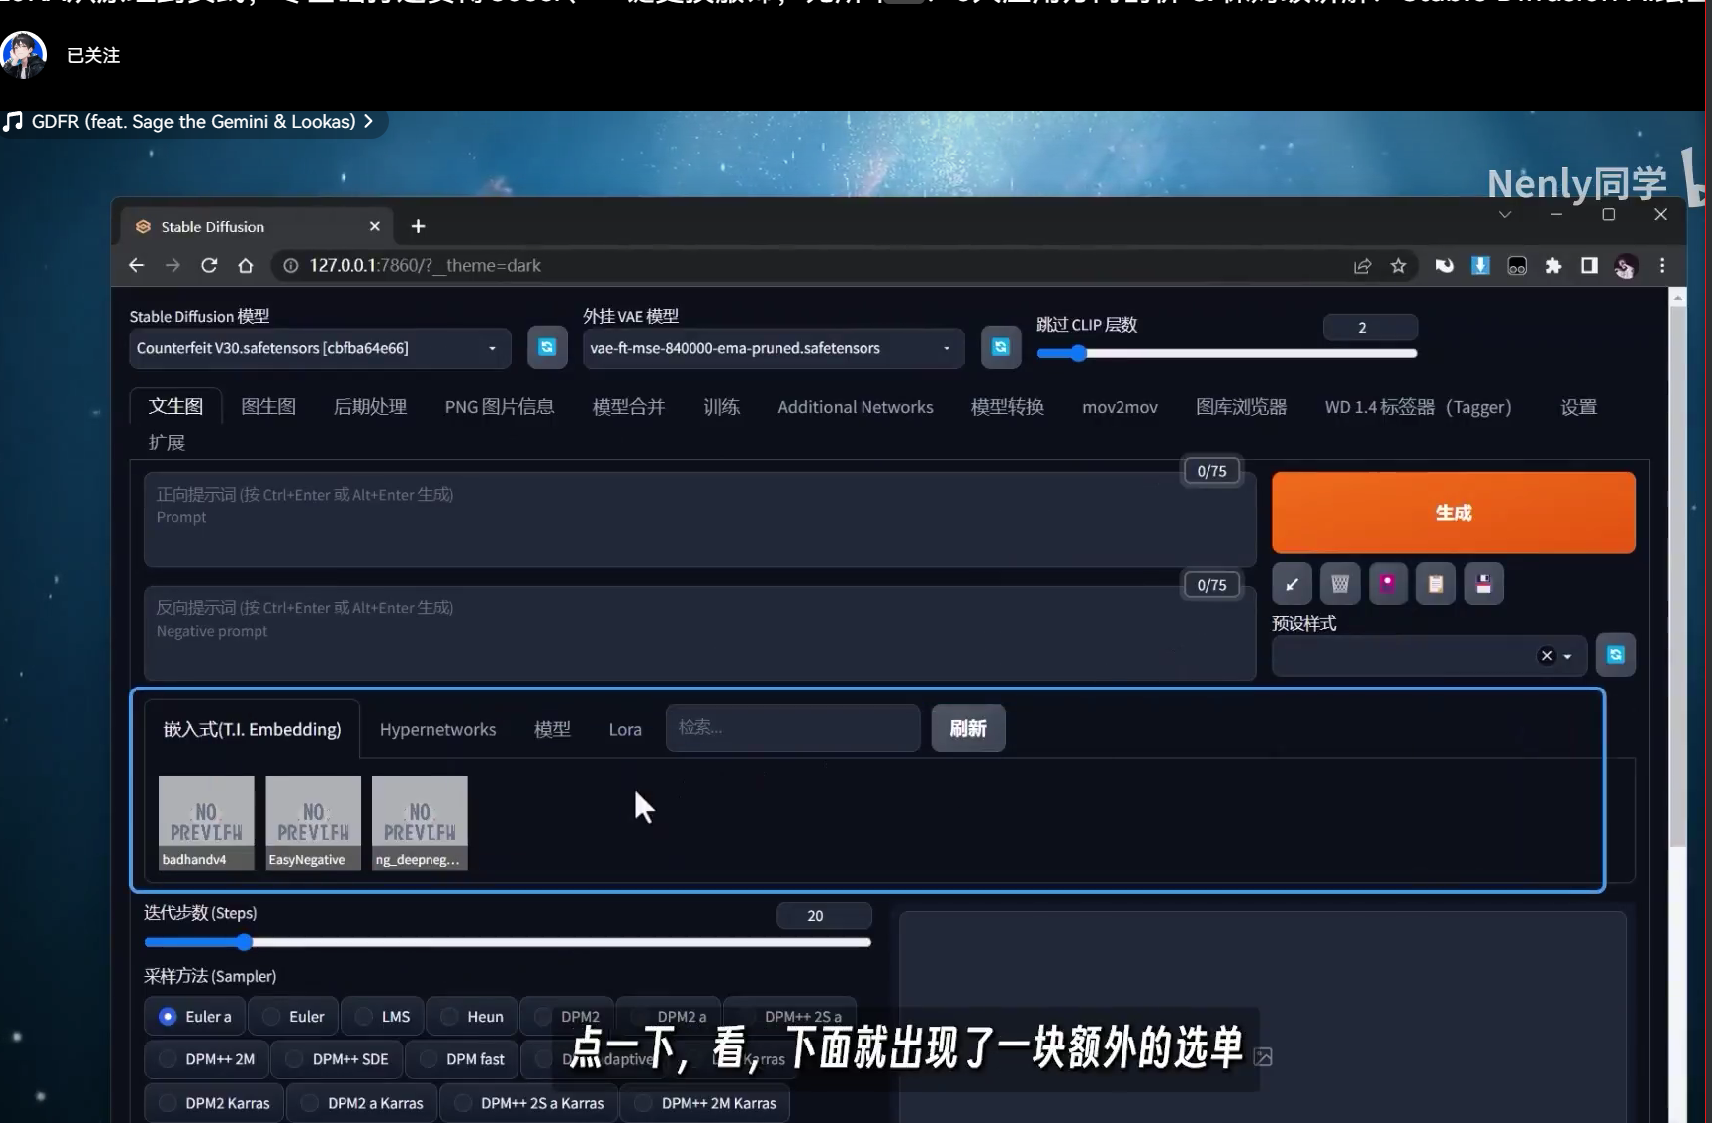 已关注
GDFR (feat. Sage the Gemini & Lookas)
Nenly同学
Stable Diffusion
127.0.0.1:7860/?__theme=dark
Stable Diffusion 模型
外挂 VAE 模型
跳过 CLIP 层数
2
Counterfeit V30.safetensors [cbfba64e66]
vae-ft-mse-840000-ema-pruned.safetensors
文生图
图生图
后期处理
PNG 图片信息
模型合并
训练
Additional Networks
模型转换
mov2mov
图库浏览器
WD 1.4 标签器（Tagger）
设置
扩展
0/75
正向提示词 (按 Ctrl+Enter 或 Alt+Enter 生成)
Prompt
生成
0/75
反向提示词 (按 Ctrl+Enter 或 Alt+Enter 生成)
Negative prompt
预设样式
嵌入式(T.I. Embedding)
Hypernetworks
模型
Lora
检索...
刷新
NO
NO
NO
badhandv4
EasyNegative
ng_deepneg...
迭代步数 (Steps)
20
采样方法 (Sampler)
Euler a
Euler
LMS
Heun
DPM2
DPM2 a
DPM++ 2S a
DPM++ 2M
DPM++ SDE
DPM fast
点一下，看，下面就出现了一块额外的选单
DPM2 Karras
DPM2 a Karras
DPM++ 2S a Karras
DPM++ 2M Karras